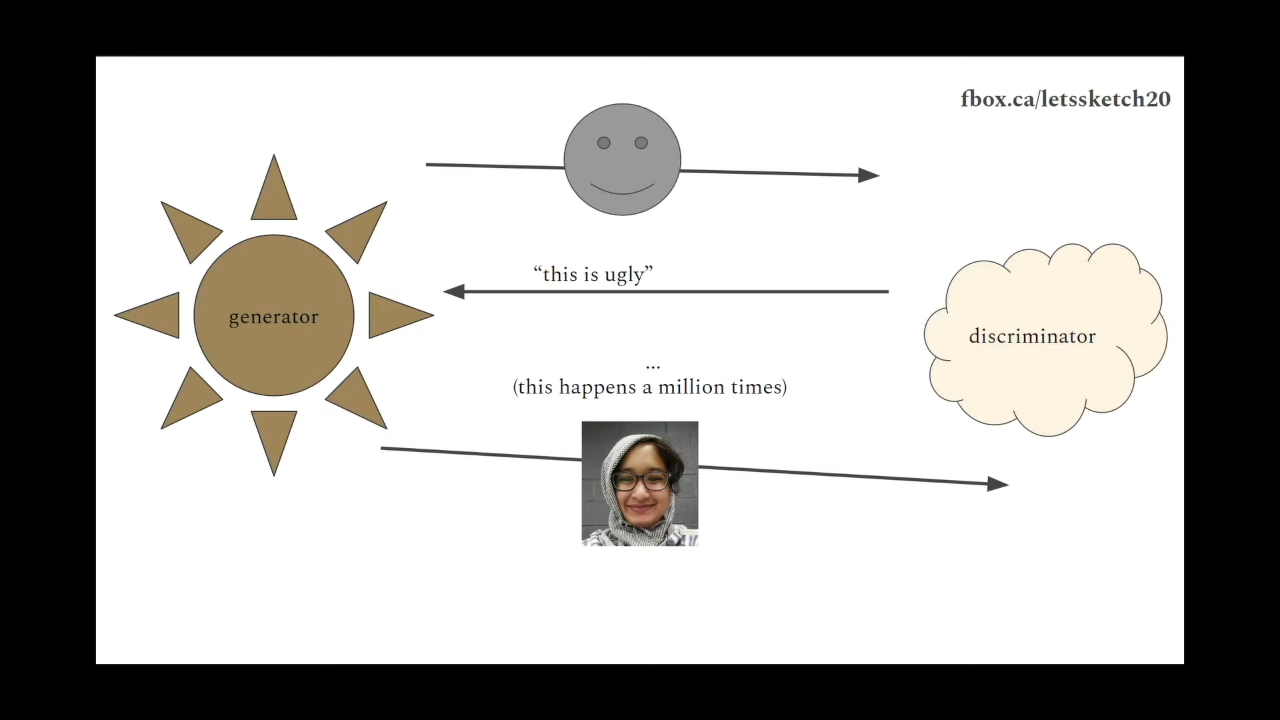 fbox.ca/letssketch20
“this is ugly”
generator
discriminator
...
(this happens a million times)